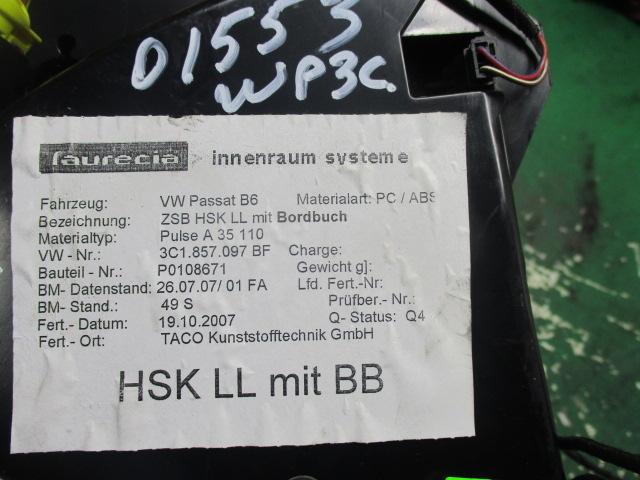 01553
WP3C.
faurecia innenraum systeme
Fahrzeug: VW Passat B6 Materialart: PC / ABS
Bezeichnung: ZSB HSK LL mit Bordbuch
Materialtyp: Pulse A 35 110
VW - Nr.: 3C1.857.097 BF Charge:
Bauteil - Nr.: P0108671 Gewicht g]:
BM- Datenstand: 26.07.07/ 01 FA Lfd. Fert.-Nr:
BM- Stand.: 49 S Prüfber.- Nr.:
Fert.- Datum: 19.10.2007 Q- Status: Q4
Fert.- Ort: TACO Kunststofftechnik GmbH
HSK LL mit BB